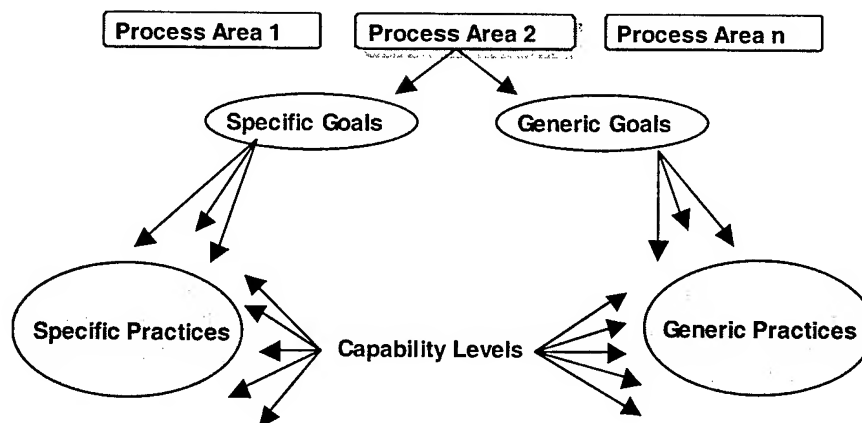 Process Area 1
Process Area 2
Process Area n
Specific Goals
Generic Goals
Specific Practices
Capability Levels
Generic Practices